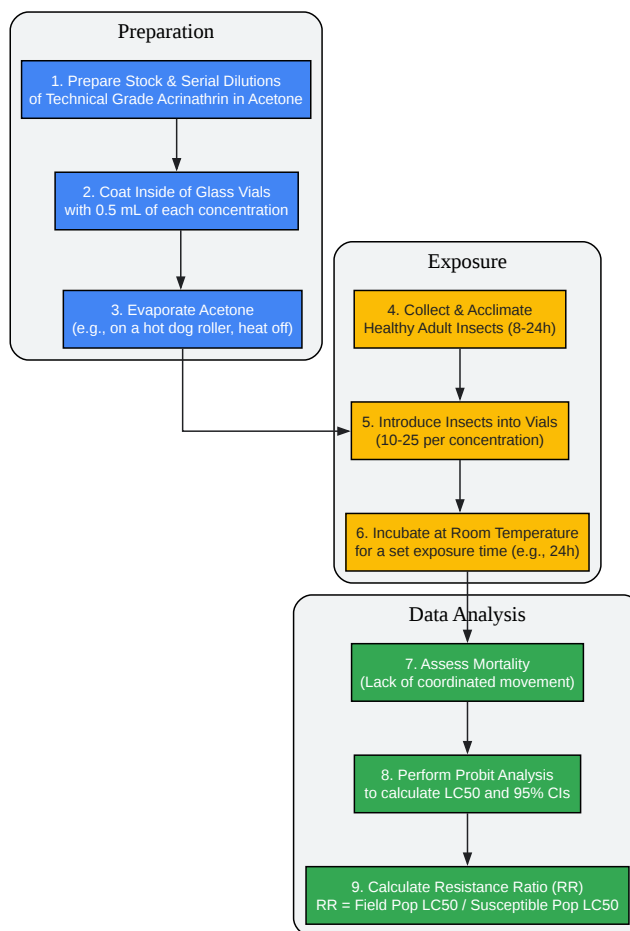 Preparation
1. Prepare Stock & Serial Dilutions
of Technical Grade Acrinathrin in Acetone
2. Coat Inside of Glass Vials
with 0.5 mL of each concentration
3. Evaporate Acetone
(e.g., on a hot dog roller, heat off)
Exposure
4. Collect & Acclimate
Healthy Adult Insects (8-24h)
5. Introduce Insects into Vials
(10-25 per concentration)
6. Incubate at Room Temperature
for a set exposure time (e.g., 24h)
Data Analysis
7. Assess Mortality
(Lack of coordinated movement)
8. Perform Probit Analysis
to calculate LC50 and 95% CIs
9. Calculate Resistance Ratio (RR)
RR = Field Pop LC50 / Susceptible Pop LC50